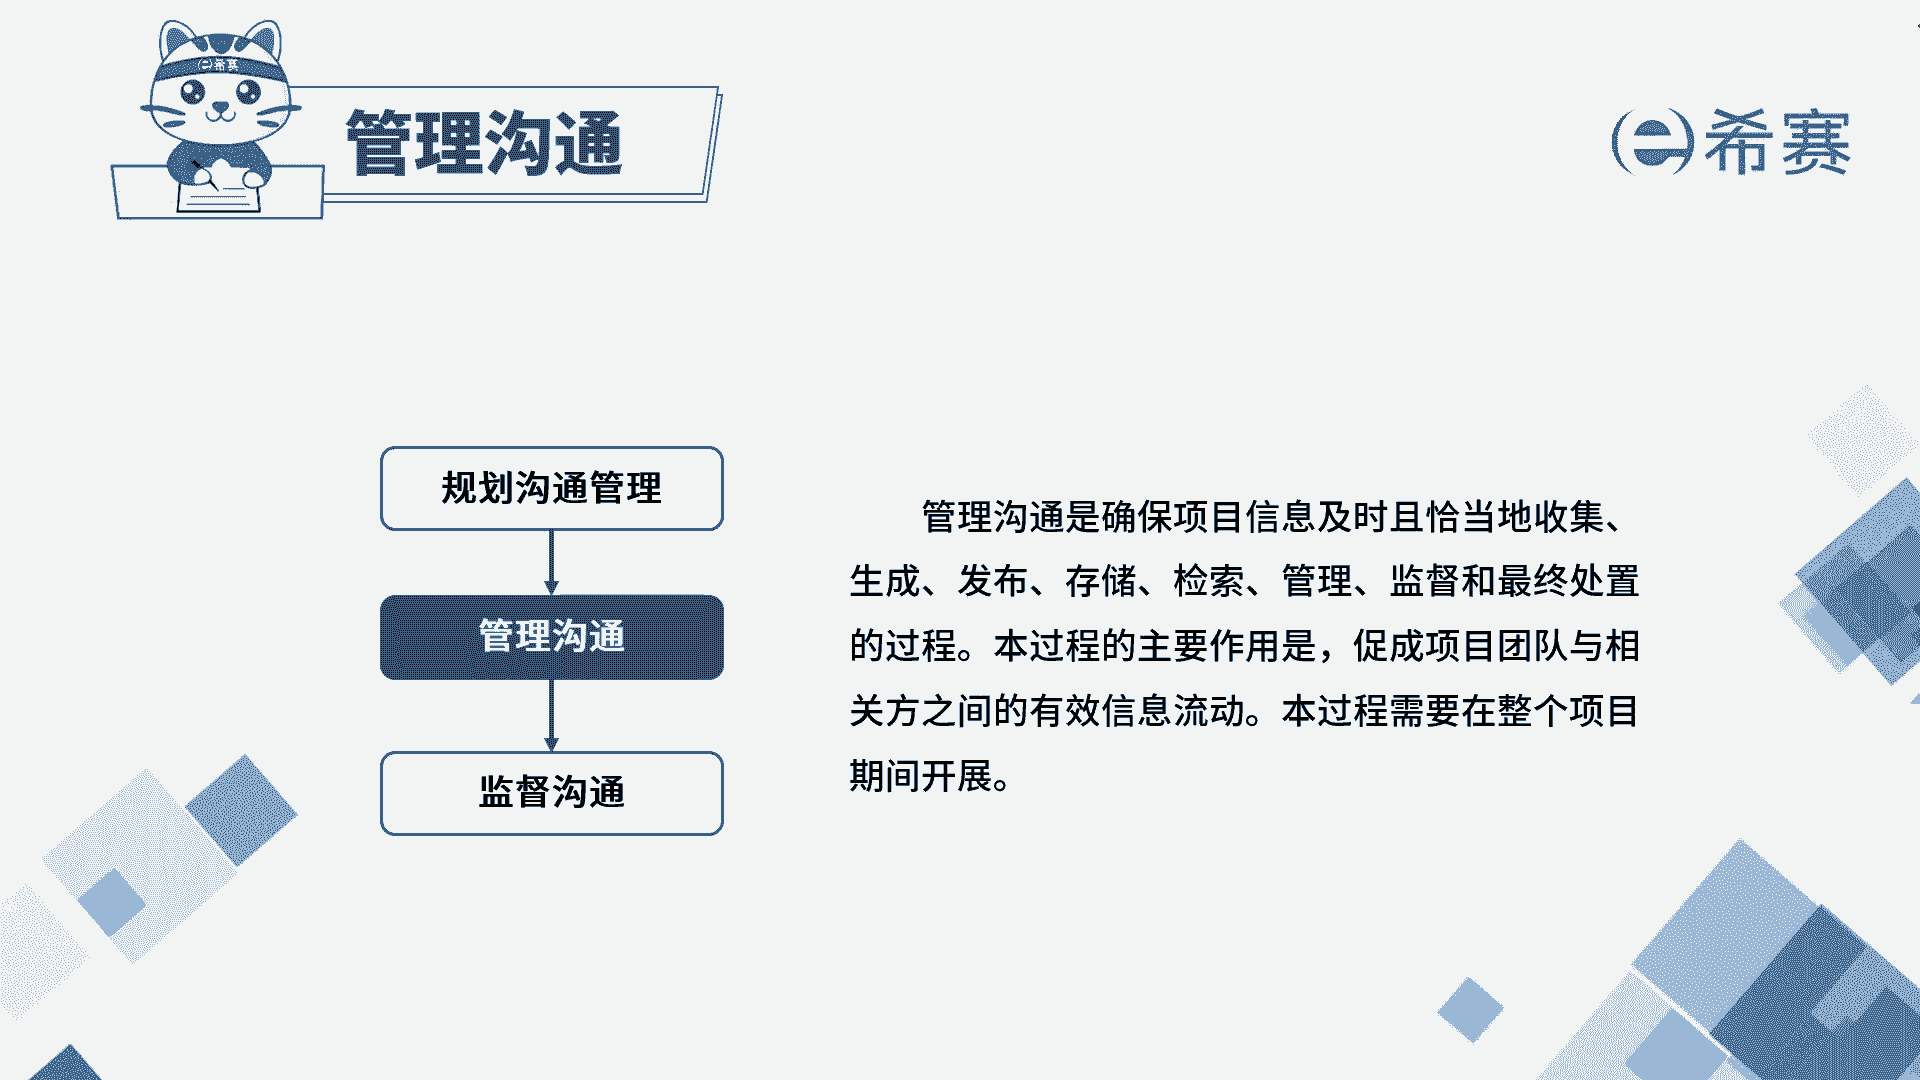 希赛
管理沟通
希赛
规划沟通管理
管理沟通
监督沟通
管理沟通是确保项目信息及时且恰当地收集、
生成、发布、存储、检索、管理、监督和最终处置
的过程。本过程的主要作用是，促成项目团队与相
关方之间的有效信息流动。本过程需要在整个项目
期间开展。